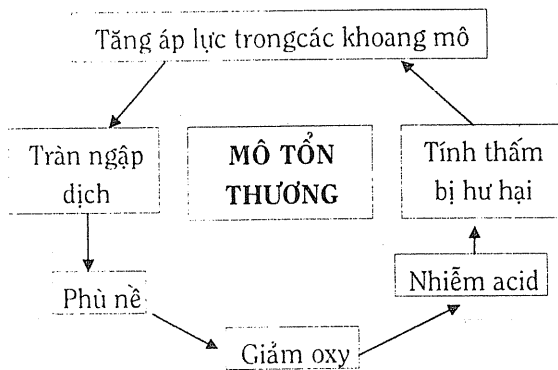 Tăng áp lực trongcác khoang mô
Tràn ngập
dịch
MÔ TỔN
THƯƠNG
Tính thấm
bị hư hại
Phù nề
Nhiễm acid
Giảm oxy